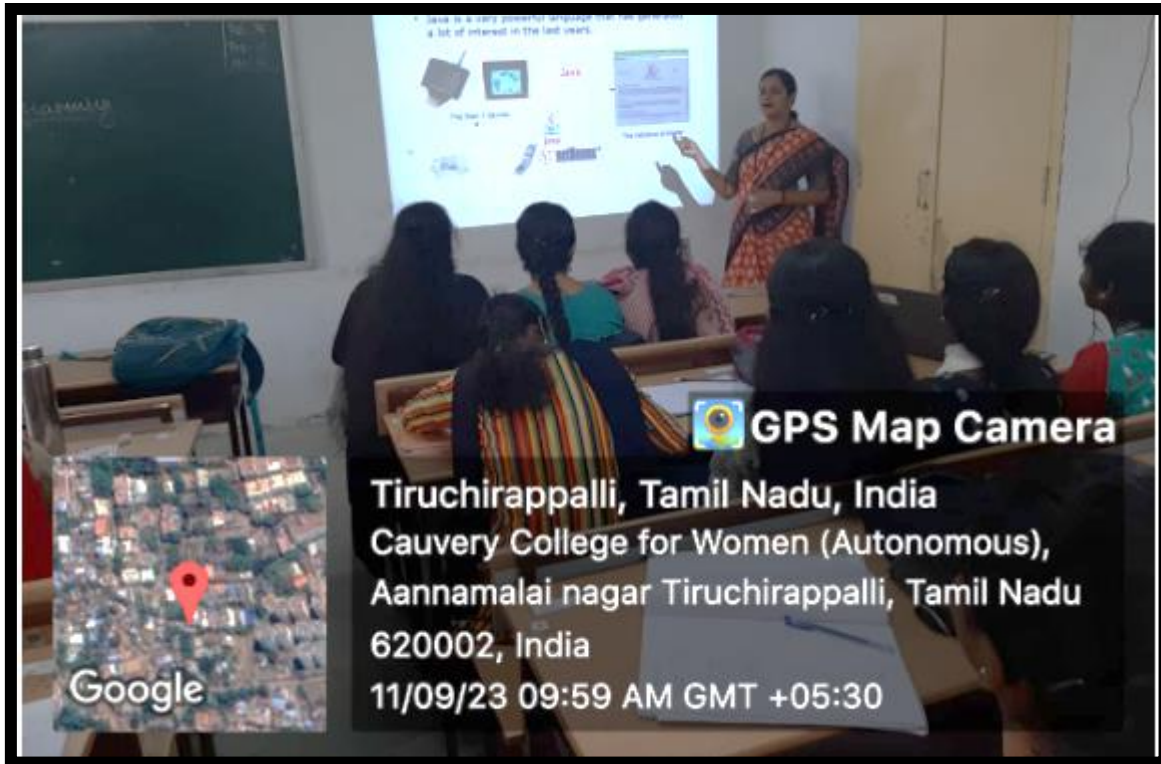 Java is a very powerful language that has generated
a lot of interest in the last years.
Java
Java
GPS Map Camera
Tiruchirappalli, Tamil Nadu, India
Cauvery College for Women (Autonomous),
Aannamalai nagar Tiruchirappalli, Tamil Nadu
620002, India
11/09/23 09:59 AM GMT +05:30
Google